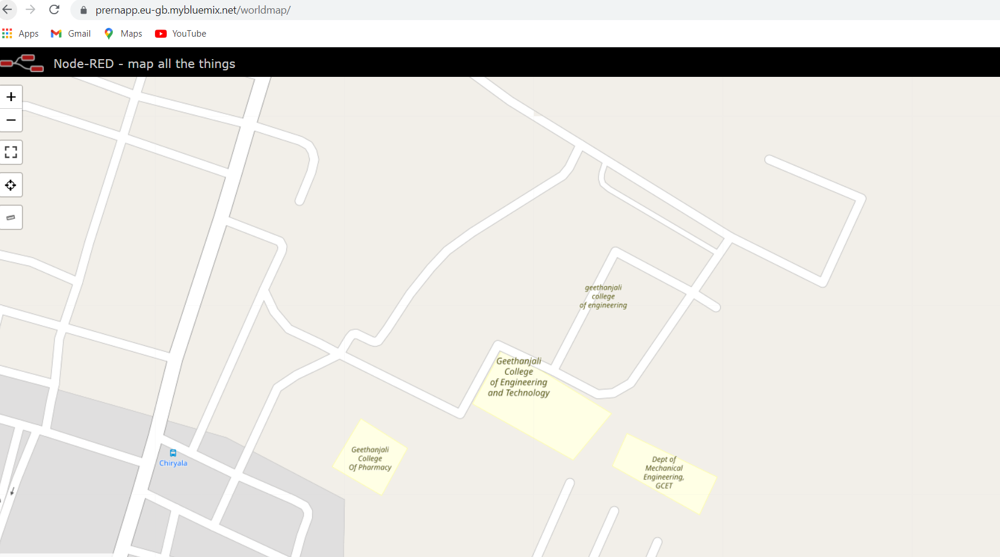 prernapp.eu-gb.mybluemix.net/worldmap/
Apps
Gmail
Maps
YouTube
Node-RED - map all the things
+
−
geethanjali
college
of engineering
Geethanjali
College
of Engineering
and Technology
Geethanjali
College
Of Pharmacy
Dept of
Mechanical
Engineering,
GCET
Chiryala